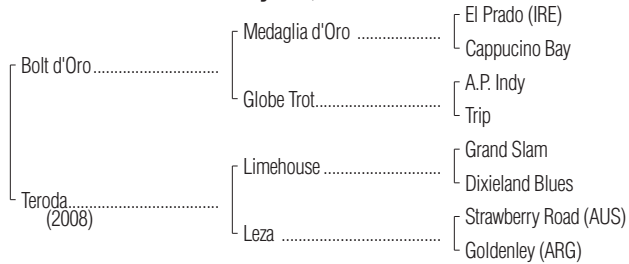 El Prado (IRE)
Medaglia d'Oro
Cappucino Bay
Bolt d'Oro
A.P. Indy
Globe Trot
Trip
Grand Slam
Limehouse
Dixieland Blues
Teroda
(2008)
Strawberry Road (AUS)
Leza
Goldenley (ARG)